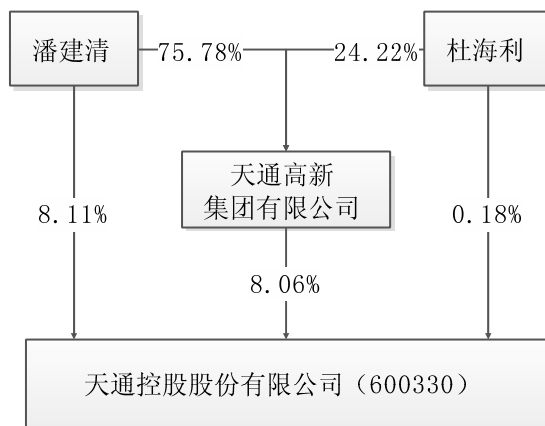 潘建清
75.78%
24.22%
杜海利
天通高新
集团有限公司
8.11%
0.18%
8.06%
天通控股股份有限公司（600330）